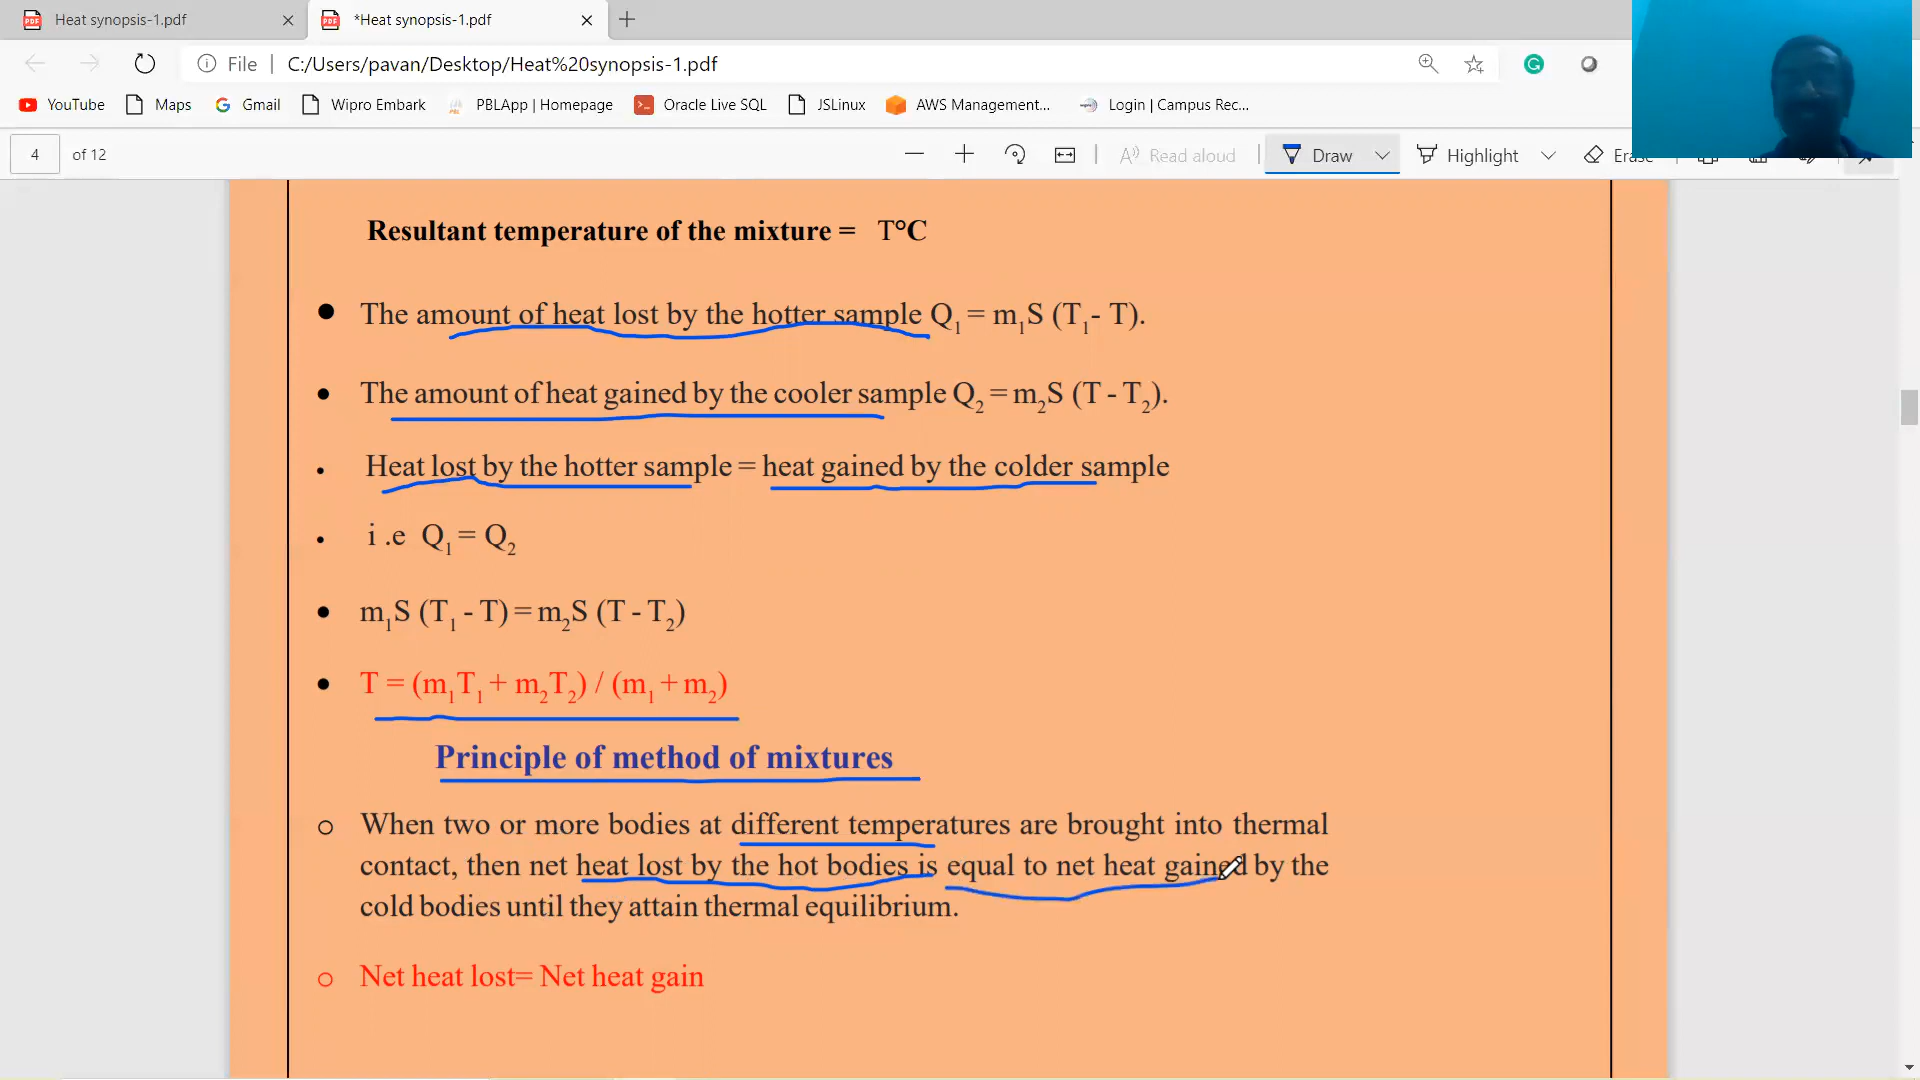 Heat synopsis-1.pdf
*Heat synopsis-1.pdf
File
C:/Users/pavan/Desktop/Heat%20synopsis-1.pdf
YouTube Maps Gmail Wipro Embark PBLApp | Homepage Oracle Live SQL JSLinux AWS Management... Login | Campus Rec...
4 of 12 Read aloud Draw Highlight Erase
Resultant temperature of the mixture = T°C
● The amount of heat lost by the hotter sample Q₁ = m₁S (T₁- T).
• The amount of heat gained by the cooler sample Q₂ = m₂S (T - T₂).
• Heat lost by the hotter sample = heat gained by the colder sample
• i .e Q₁ = Q₂
• m₁S (T₁ - T) = m₂S (T - T₂)
• T = (m₁T₁ + m₂T₂) / (m₁ + m₂)
Principle of method of mixtures
o When two or more bodies at different temperatures are brought into thermal
contact, then net heat lost by the hot bodies is equal to net heat gained by the
cold bodies until they attain thermal equilibrium.
o Net heat lost= Net heat gain